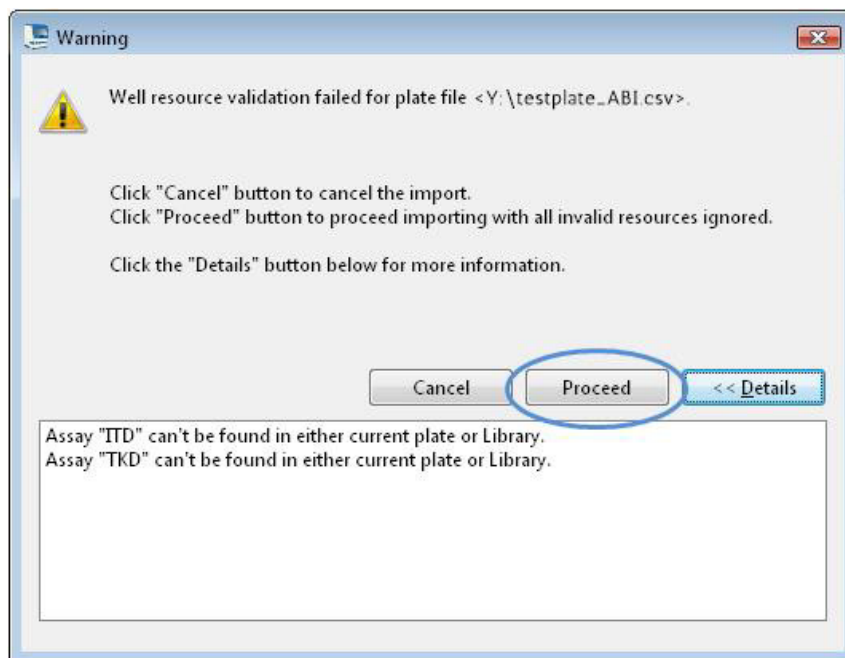 Warning
Well resource validation failed for plate file <Y:\testplate_ABI.csv>.
Click "Cancel" button to cancel the import.
Click "Proceed" button to proceed importing with all invalid resources ignored.
Click the "Details" button below for more information.
Cancel
Proceed
<< Details
Assay "ITD" can't be found in either current plate or Library.
Assay "TKD" can't be found in either current plate or Library.